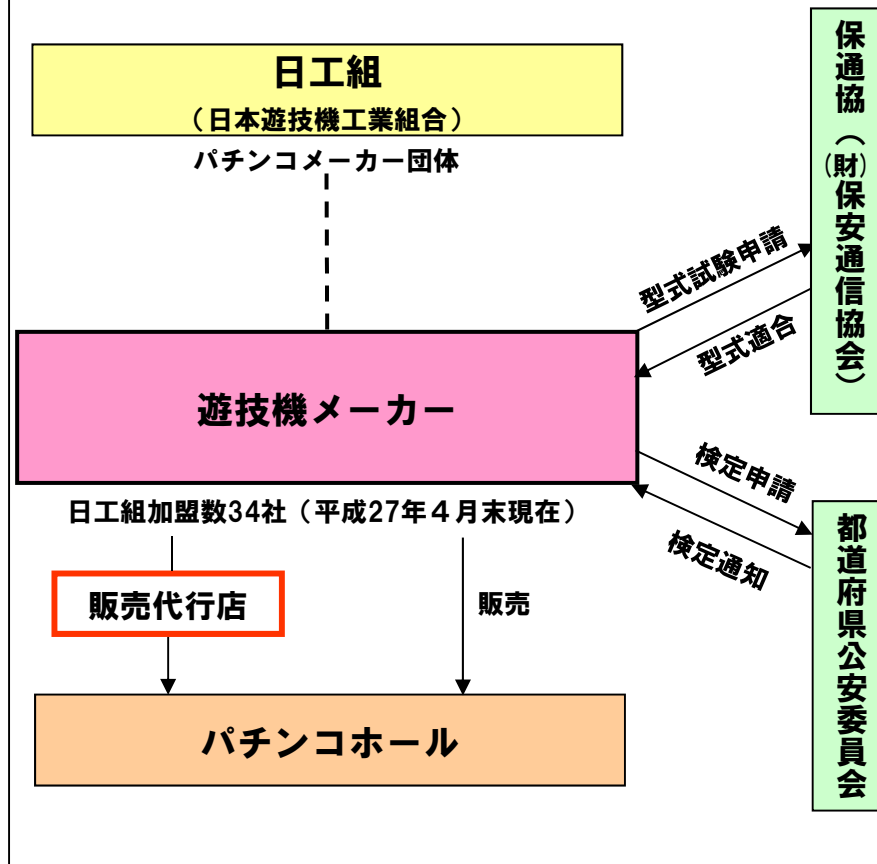 日工組
（日本遊技機工業組合）
パチンコメーカー団体
保通協（(財)保安通信協会）
型式試験申請
型式適合
遊技機メーカー
検定申請
検定通知
日工組加盟数34社（平成27年４月末現在）
都道府県公安委員会
販売代行店
販売
パチンコホール